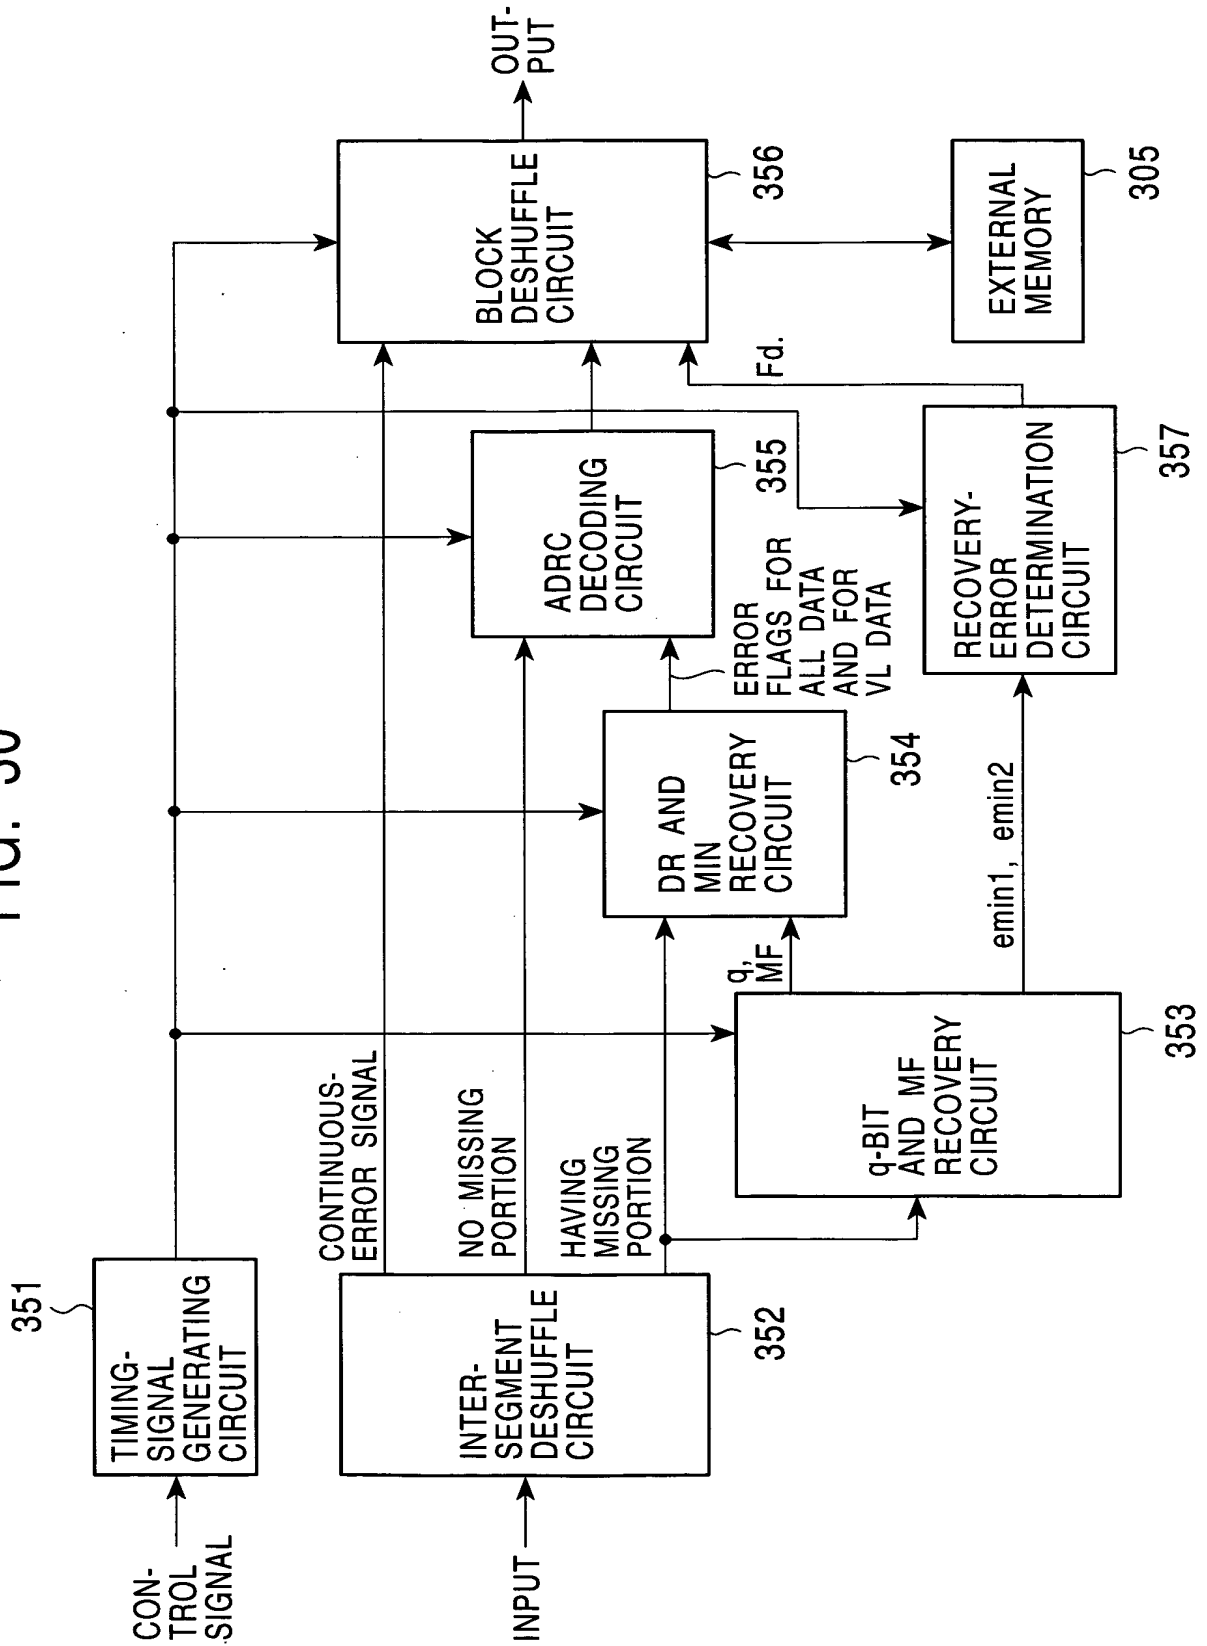 351
TIMING-
SIGNAL
GENERATING
CIRCUIT
CON-
TROL
SIGNAL
INPUT
INTER-
SEGMENT
DESHUFFLE
CIRCUIT
352
CONTINUOUS-
ERROR SIGNAL
NO MISSING
PORTION
HAVING
MISSING
PORTION
q-BIT
AND MF
RECOVERY
CIRCUIT
353
q,
MF
emin1, emin2
DR AND
MIN
RECOVERY
CIRCUIT
354
ERROR
FLAGS FOR
ALL DATA
AND FOR
VL DATA
ADRC
DECODING
CIRCUIT
355
RECOVERY-
ERROR
DETERMINATION
CIRCUIT
357
Fd.
BLOCK
DESHUFFLE
CIRCUIT
356
OUT-
PUT
EXTERNAL
MEMORY
305